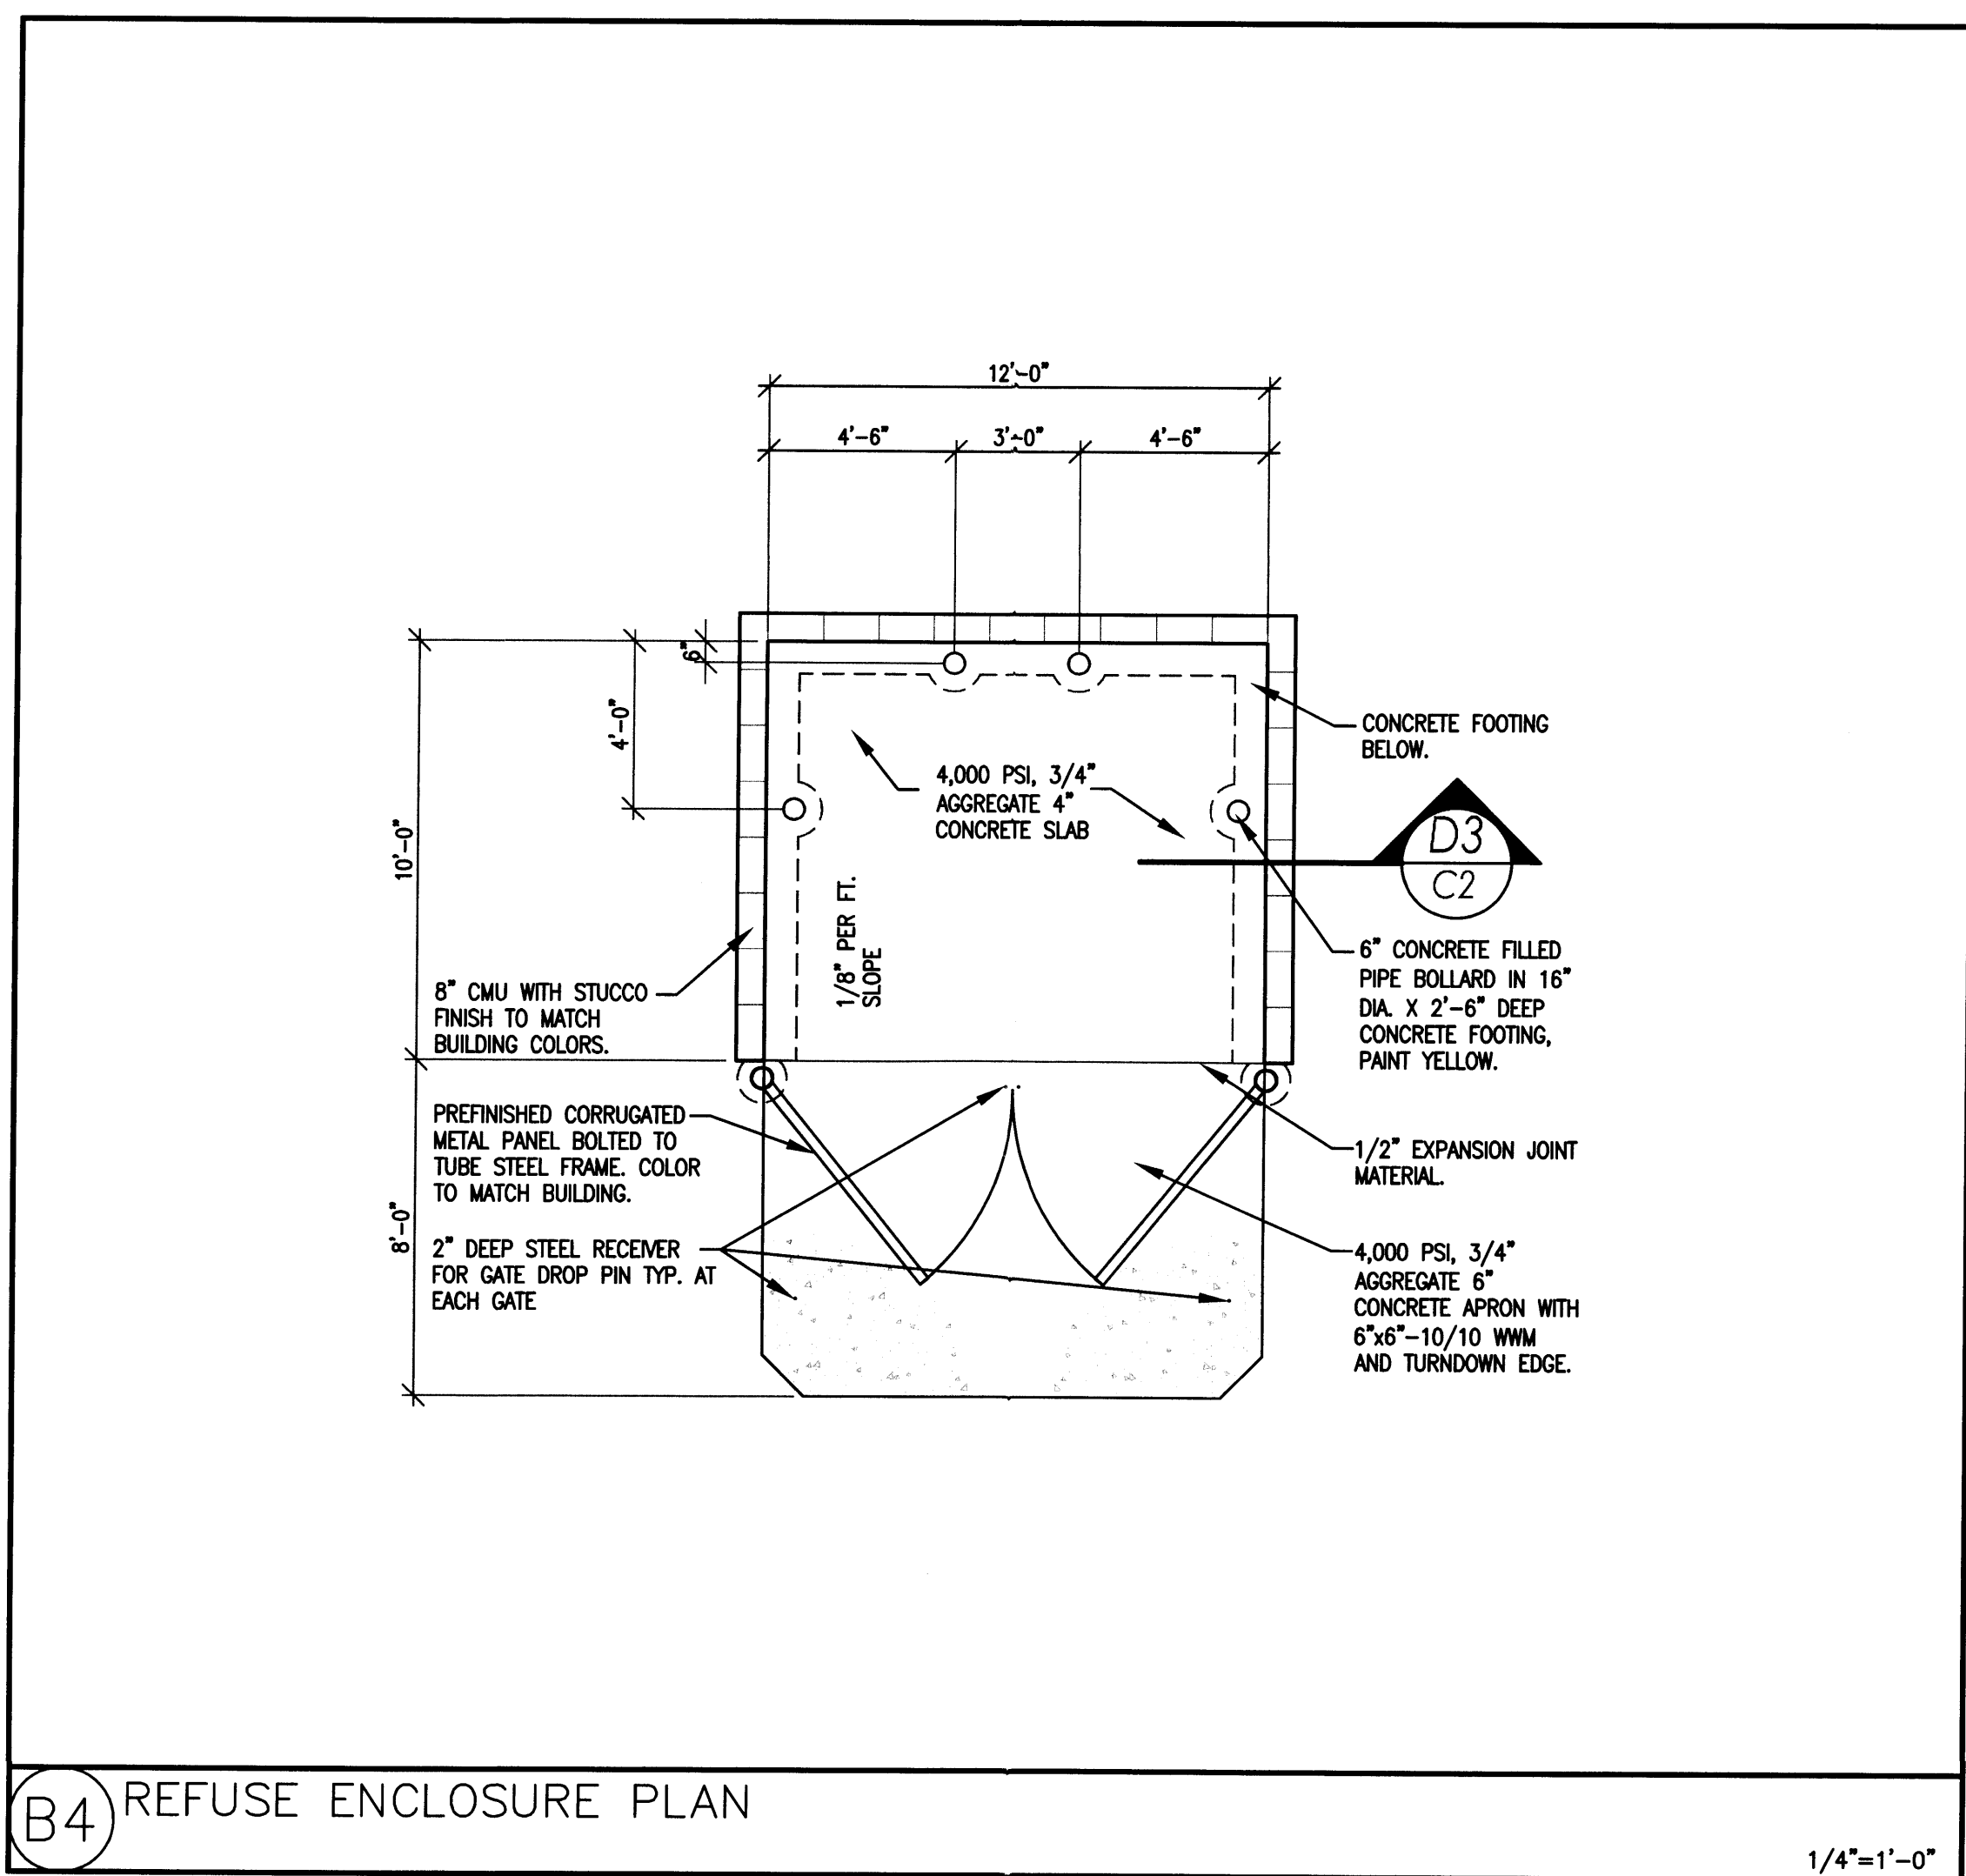 12'-0"
4'-6"
3'-0"
4'-6"
6"
4'-0"
10'-0"
8'-0"
CONCRETE FOOTING
BELOW.
4,000 PSI, 3/4"
AGGREGATE 4"
CONCRETE SLAB
D3
C2
1/8" PER FT.
SLOPE
6" CONCRETE FILLED
PIPE BOLLARD IN 16"
DIA. X 2'-6" DEEP
CONCRETE FOOTING,
PAINT YELLOW.
8" CMU WITH STUCCO
FINISH TO MATCH
BUILDING COLORS.
PREFINISHED CORRUGATED
METAL PANEL BOLTED TO
TUBE STEEL FRAME. COLOR
TO MATCH BUILDING.
1/2" EXPANSION JOINT
MATERIAL.
2" DEEP STEEL RECEIVER
FOR GATE DROP PIN TYP. AT
EACH GATE
4,000 PSI, 3/4"
AGGREGATE 6"
CONCRETE APRON WITH
6"x6"-10/10 WWM
AND TURNDOWN EDGE.
B4
REFUSE ENCLOSURE PLAN
1/4"=1'-0"